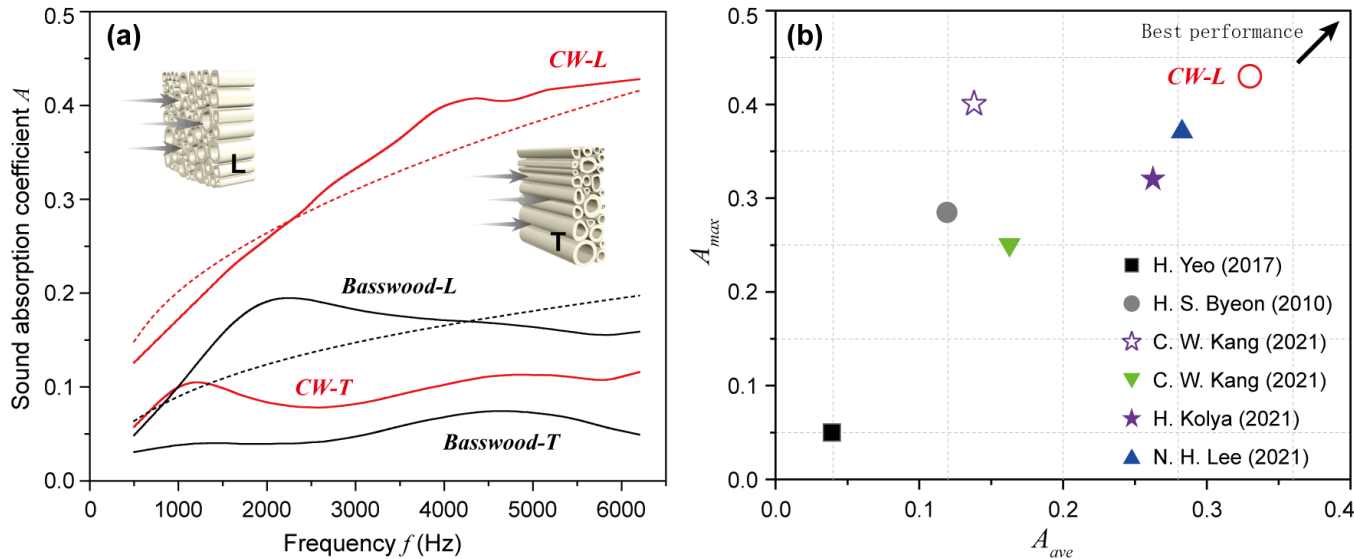 (a)
Sound absorption coefficient A
0.5
0.4
0.3
0.2
0.1
0.0
CW-L
L
T
Basswood-L
CW-T
Basswood-T
0 1000 2000 3000 4000 5000 6000
Frequency f (Hz)
(b)
A_max
0.5
0.4
0.3
0.2
0.1
0.0
Best performance
CW-L
H. Yeo (2017)
H. S. Byeon (2010)
C. W. Kang (2021)
C. W. Kang (2021)
H. Kolya (2021)
N. H. Lee (2021)
0.0 0.1 0.2 0.3 0.4
A_ave